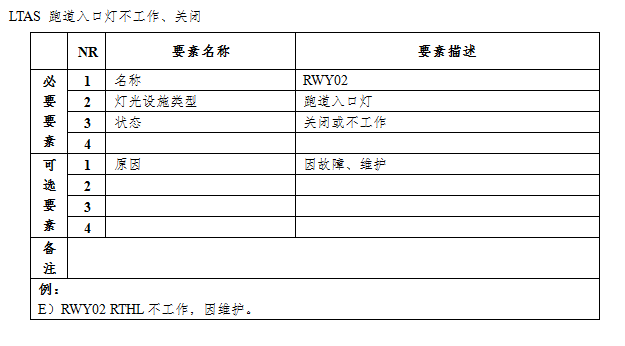 LTAS 跑道入口灯不工作、关闭
NR 要素名称 要素描述
必要要素
1 名称 RWY02
2 灯光设施类型 跑道入口灯
3 状态 关闭或不工作
4
可选要素
1 原因 因故障、维护
2
3
4
备注
例：
E）RWY02 RTHL 不工作，因维护。